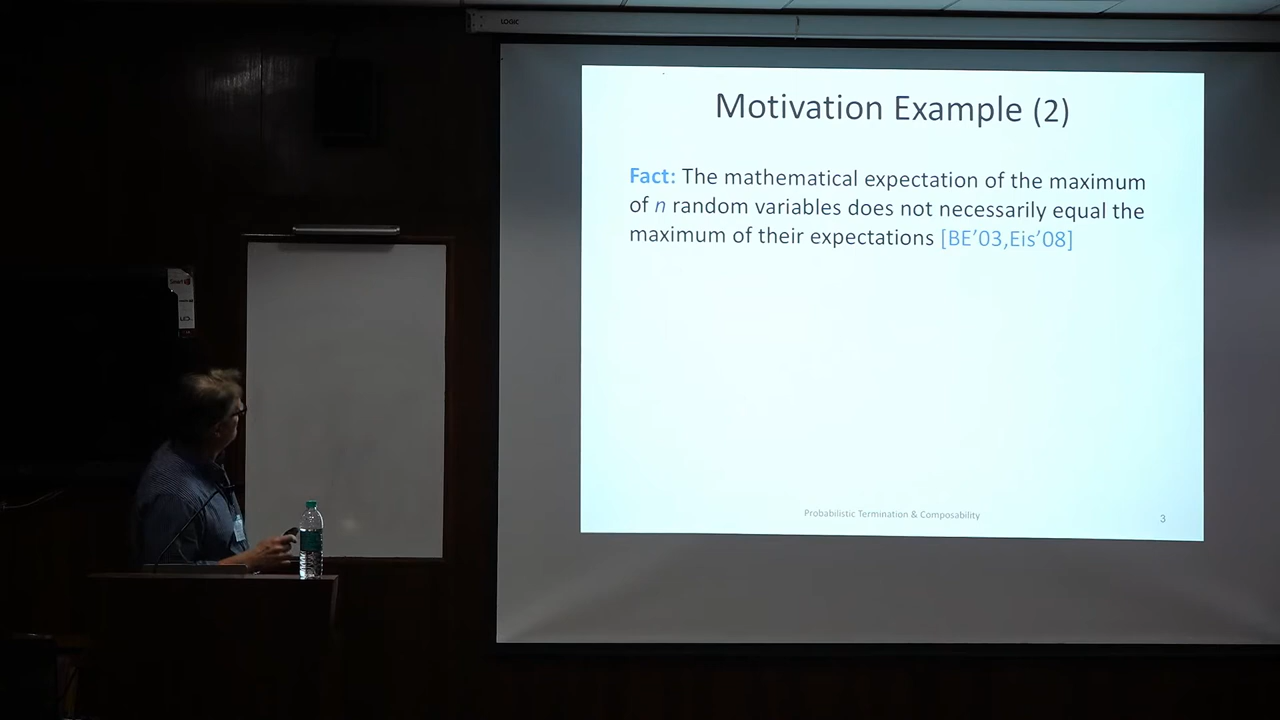 LOGIC
Motivation Example (2)
Fact: The mathematical expectation of the maximum
of n random variables does not necessarily equal the
maximum of their expectations [BE’03,Eis’08]
Probabilistic Termination & Composability
3